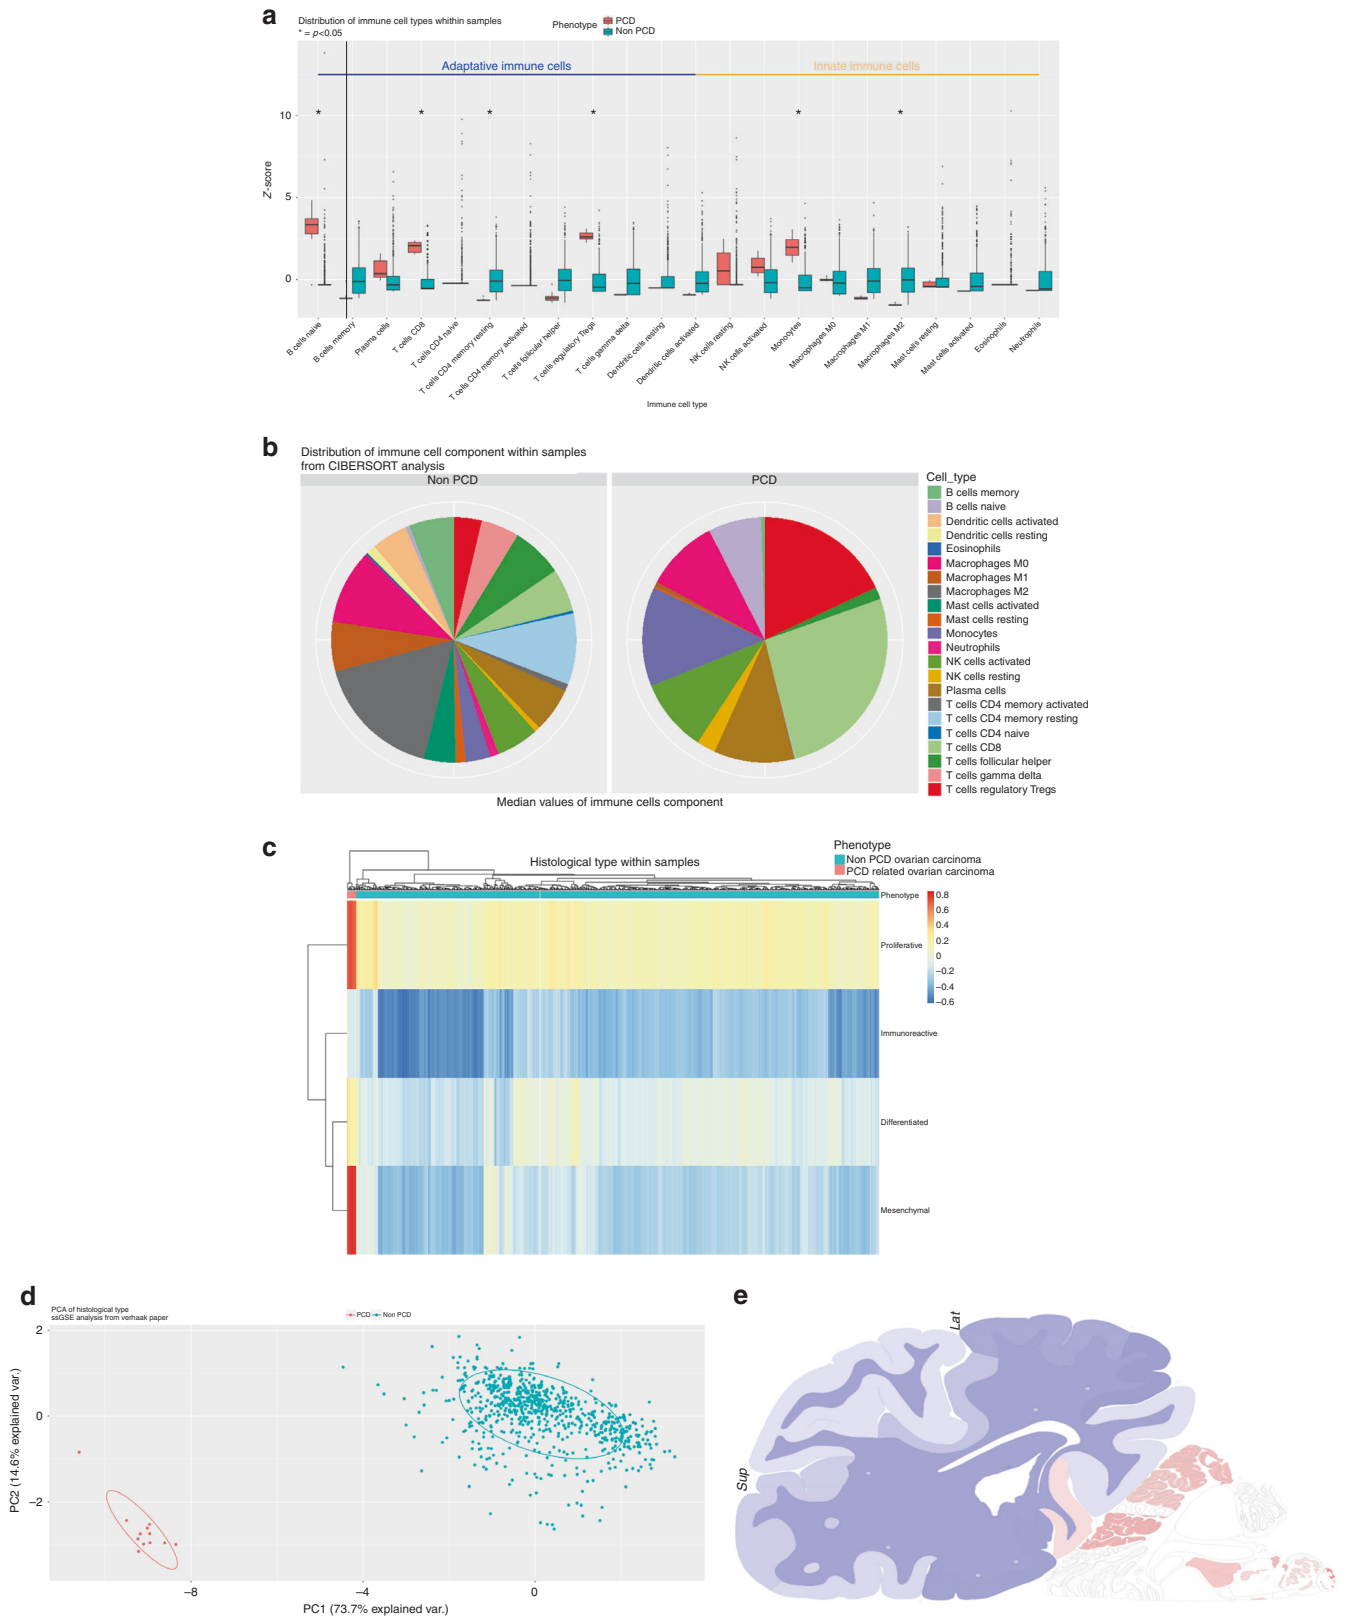 a
Distribution of immune cell types whithin samples
* = p<0.05
Phenotype
PCD
Non PCD
Adaptative immune cells
Innate immune cells
* * * * * *
10
5
0
Z-score
B cells naive
B cells memory
Plasma cells
T cells CD8
T cells CD4 naive
T cells CD4 memory resting
T cells CD4 memory activated
T cells follicular helper
T cells regulatory Tregs
T cells gamma delta
Dendritic cells resting
Dendritic cells activated
NK cells resting
NK cells activated
Monocytes
Macrophages M0
Macrophages M1
Macrophages M2
Mast cells resting
Mast cells activated
Eosinophils
Neutrophils
Immune cell type
b
Distribution of immune cell component within samples
from CIBERSORT analysis
Non PCD
PCD
Cell_type
B cells memory
B cells naive
Dendritic cells activated
Dendritic cells resting
Eosinophils
Macrophages M0
Macrophages M1
Macrophages M2
Mast cells activated
Mast cells resting
Monocytes
Neutrophils
NK cells activated
NK cells resting
Plasma cells
T cells CD4 memory activated
T cells CD4 memory resting
T cells CD4 naive
T cells CD8
T cells follicular helper
T cells gamma delta
T cells regulatory Tregs
Median values of immune cells component
c
Histological type within samples
Phenotype
Non PCD ovarian carcinoma
PCD related ovarian carcinoma
Phenotype
Proliferative
Immunoreactive
Differentiated
Mesenchymal
0.8
0.6
0.4
0.2
0
−0.2
−0.4
−0.6
d
PCA of histological type
ssGSE analysis from verhaak paper
PCD
Non PCD
2
0
−2
PC2 (14.6% explained var.)
−8
−4
0
PC1 (73.7% explained var.)
e
Lat
Sup